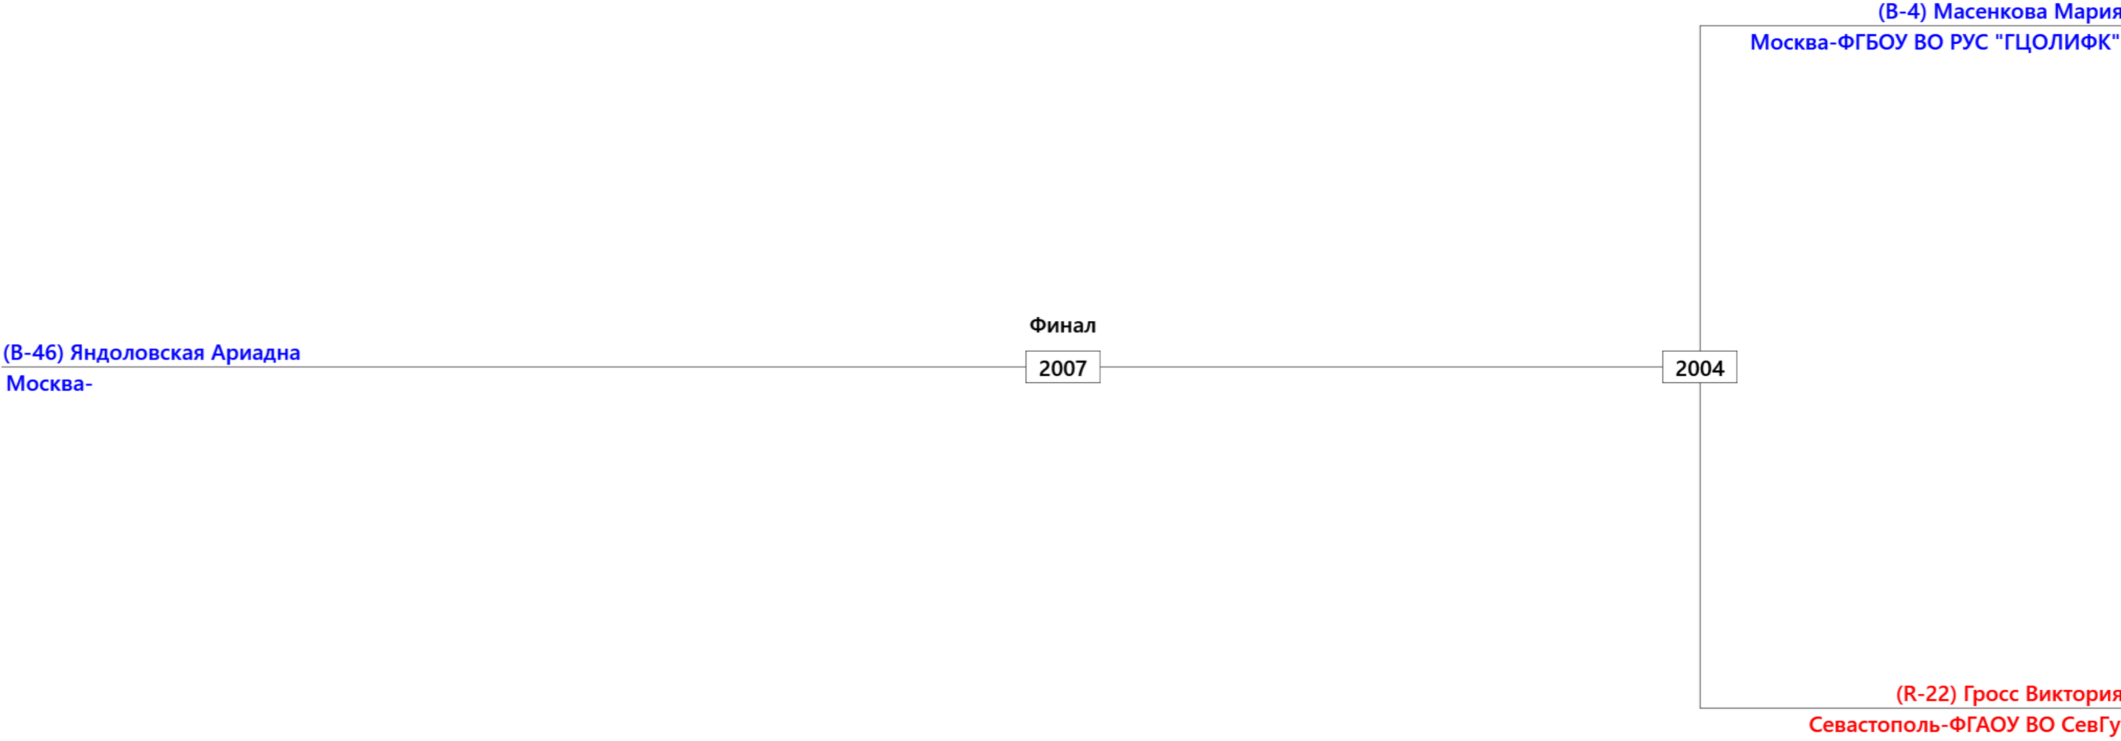 (B-4) Масенкова Мария
Москва-ФГБОУ ВО РУС "ГЦОЛИФК"
Финал
(B-46) Яндоловская Ариадна
2007
2004
Москва-
(R-22) Гросс Виктория
Севастополь-ФГАОУ ВО СевГу